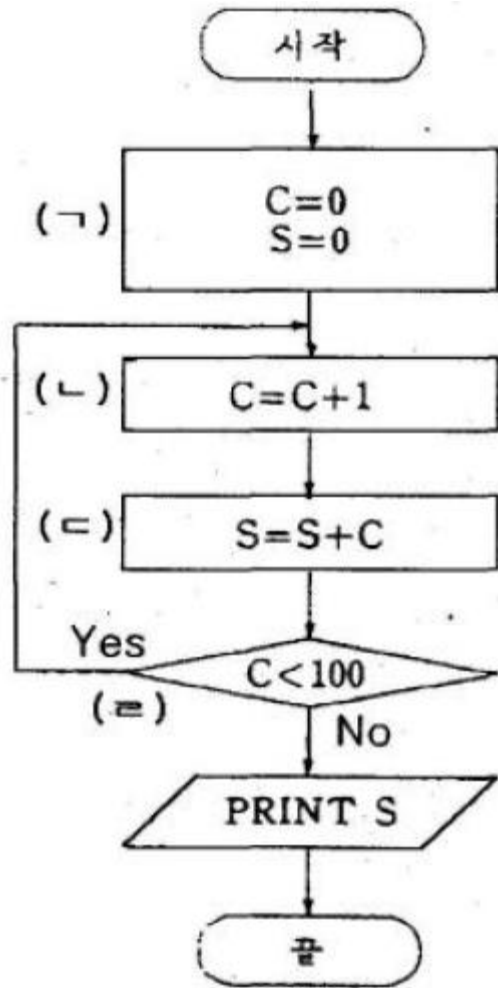 시작
(ㄱ)
C=0
S=0
(ㄴ)
C=C+1
(ㄷ)
S=S+C
Yes
C<100
(ㄹ)
No
PRINT S
끝